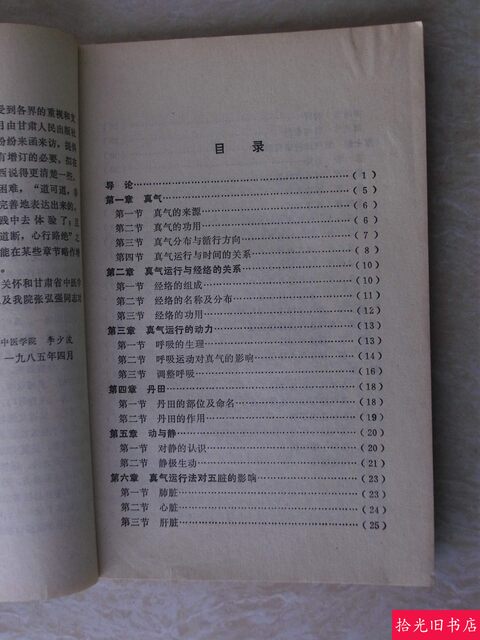 受到各界的重视和支
目由甘肃人民出版社
纷纷来函来访,提供
有增订的必要,拟在
西说得更清楚一些。
困难,“道可道,非
完善地表达出来的,
践中去体验了;且
道断,心行路绝”之
能在某些章节略作增
关怀和甘肃省中医学
及我院张弘强同志对
中医学院 李少波
一九八五年四月
目 录
导 论………(1)
第一章 真气………(5)
第一节 真气的来源………(6)
第二节 真气的功用………(6)
第三节 真气分布与循行方向………(7)
第四节 真气运行与时间的关系………(8)
第二章 真气运行与经络的关系………(10)
第一节 经络的组成………(10)
第二节 经络的名称及分布………(11)
第三节 经络的功用………(12)
第三章 真气运行的动力………(13)
第一节 呼吸的生理………(13)
第二节 呼吸运动对真气的影响………(14)
第三节 调整呼吸………(16)
第四章 丹田………(18)
第一节 丹田的部位及命名………(18)
第二节 丹田的作用………(19)
第五章 动与静………(20)
第一节 对静的认识………(20)
第二节 静极生动………(21)
第六章 真气运行法对五脏的影响………(23)
第一节 肺脏………(23)
第二节 心脏………(24)
第三节 肝脏………(25)
拾光旧书店